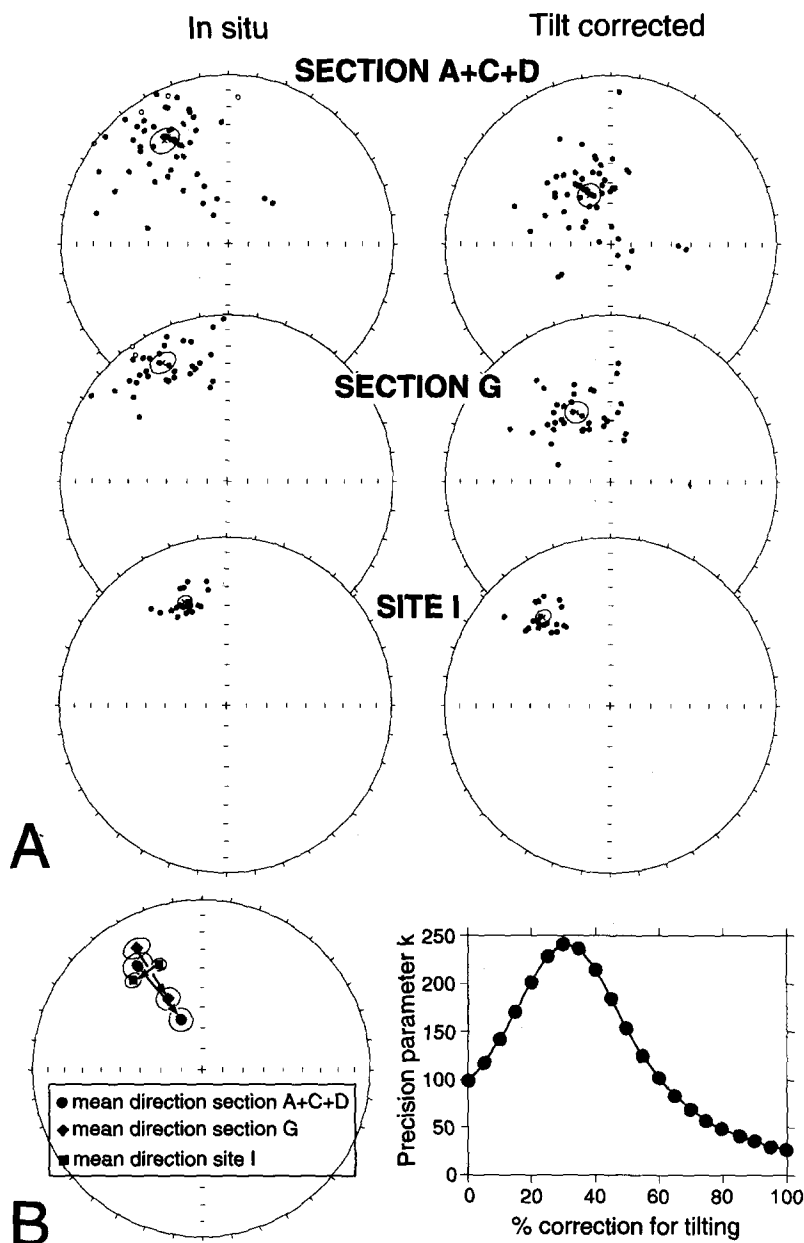 In situ
Tilt corrected
SECTION A+C+D
SECTION G
SITE I
A
mean direction section A+C+D
mean direction section G
mean direction site I
B
Precision parameter k
250
200
150
100
50
0
0 20 40 60 80 100
% correction for tilting